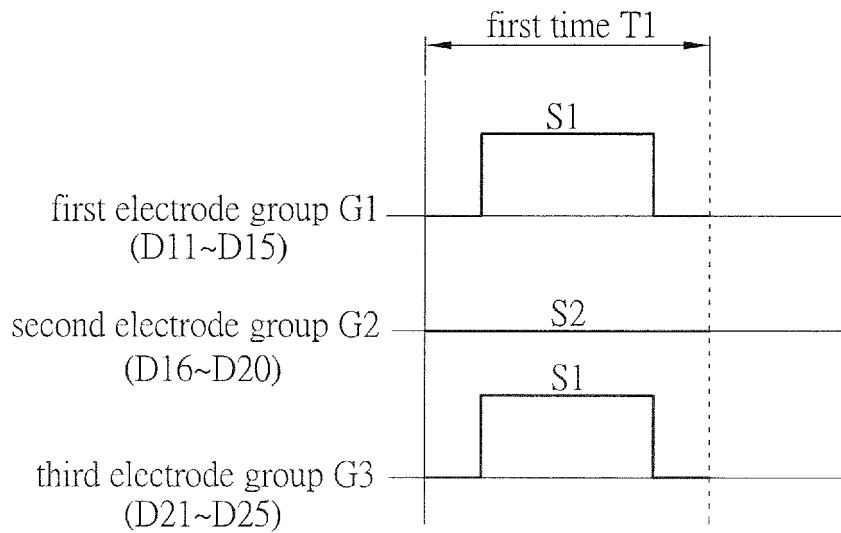 first time T1
S1
first electrode group G1
(D11~D15)
S2
second electrode group G2
(D16~D20)
S1
third electrode group G3
(D21~D25)